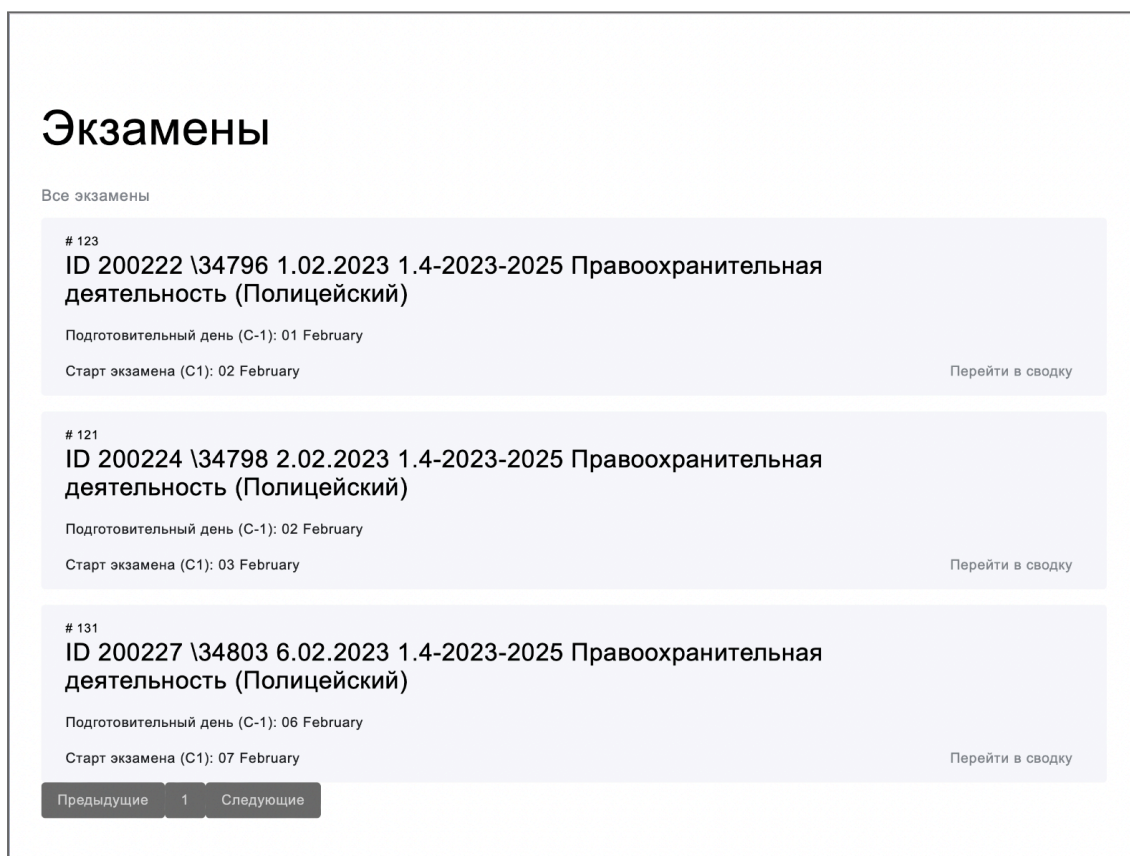 Экзамены
Все экзамены
# 123
ID 200222 \34796 1.02.2023 1.4-2023-2025 Правоохранительная
деятельность (Полицейский)
Подготовительный день (С-1): 01 February
Старт экзамена (С1): 02 February
Перейти в сводку
# 121
ID 200224 \34798 2.02.2023 1.4-2023-2025 Правоохранительная
деятельность (Полицейский)
Подготовительный день (С-1): 02 February
Старт экзамена (С1): 03 February
Перейти в сводку
# 131
ID 200227 \34803 6.02.2023 1.4-2023-2025 Правоохранительная
деятельность (Полицейский)
Подготовительный день (С-1): 06 February
Старт экзамена (С1): 07 February
Перейти в сводку
Предыдущие 1 Следующие